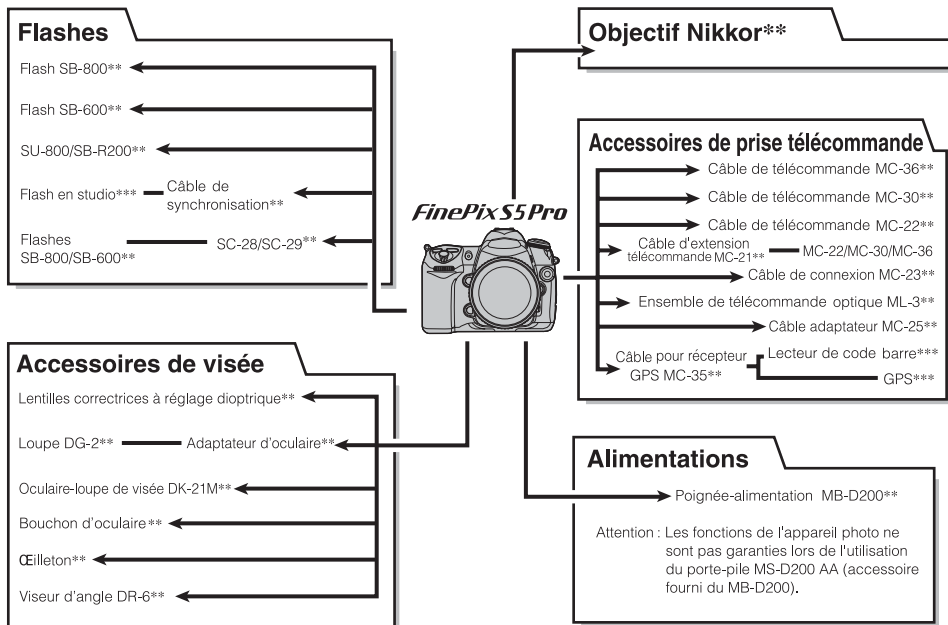 Flashes
Flash SB-800**
Flash SB-600**
SU-800/SB-R200**
Flash en studio*** Câble de
synchronisation**
Flashes
SB-800/SB-600** SC-28/SC-29**
Accessoires de visée
Lentilles correctrices à réglage dioptrique**
Loupe DG-2** Adaptateur d'oculaire**
Oculaire-loupe de visée DK-21M**
Bouchon d'oculaire**
Œilleton**
Viseur d'angle DR-6**
FinePix S5 Pro
Objectif Nikkor**
Accessoires de prise télécommande
Câble de télécommande MC-36**
Câble de télécommande MC-30**
Câble de télécommande MC-22**
Câble d'extension
télécommande MC-21** MC-22/MC-30/MC-36
Câble de connexion MC-23**
Ensemble de télécommande optique ML-3**
Câble adaptateur MC-25**
Câble pour récepteur
GPS MC-35**
Lecteur de code barre***
GPS***
Alimentations
Poignée-alimentation MB-D200**
Attention : Les fonctions de l'appareil photo ne
sont pas garanties lors de l'utilisation
du porte-pile MS-D200 AA (accessoire
fourni du MB-D200).